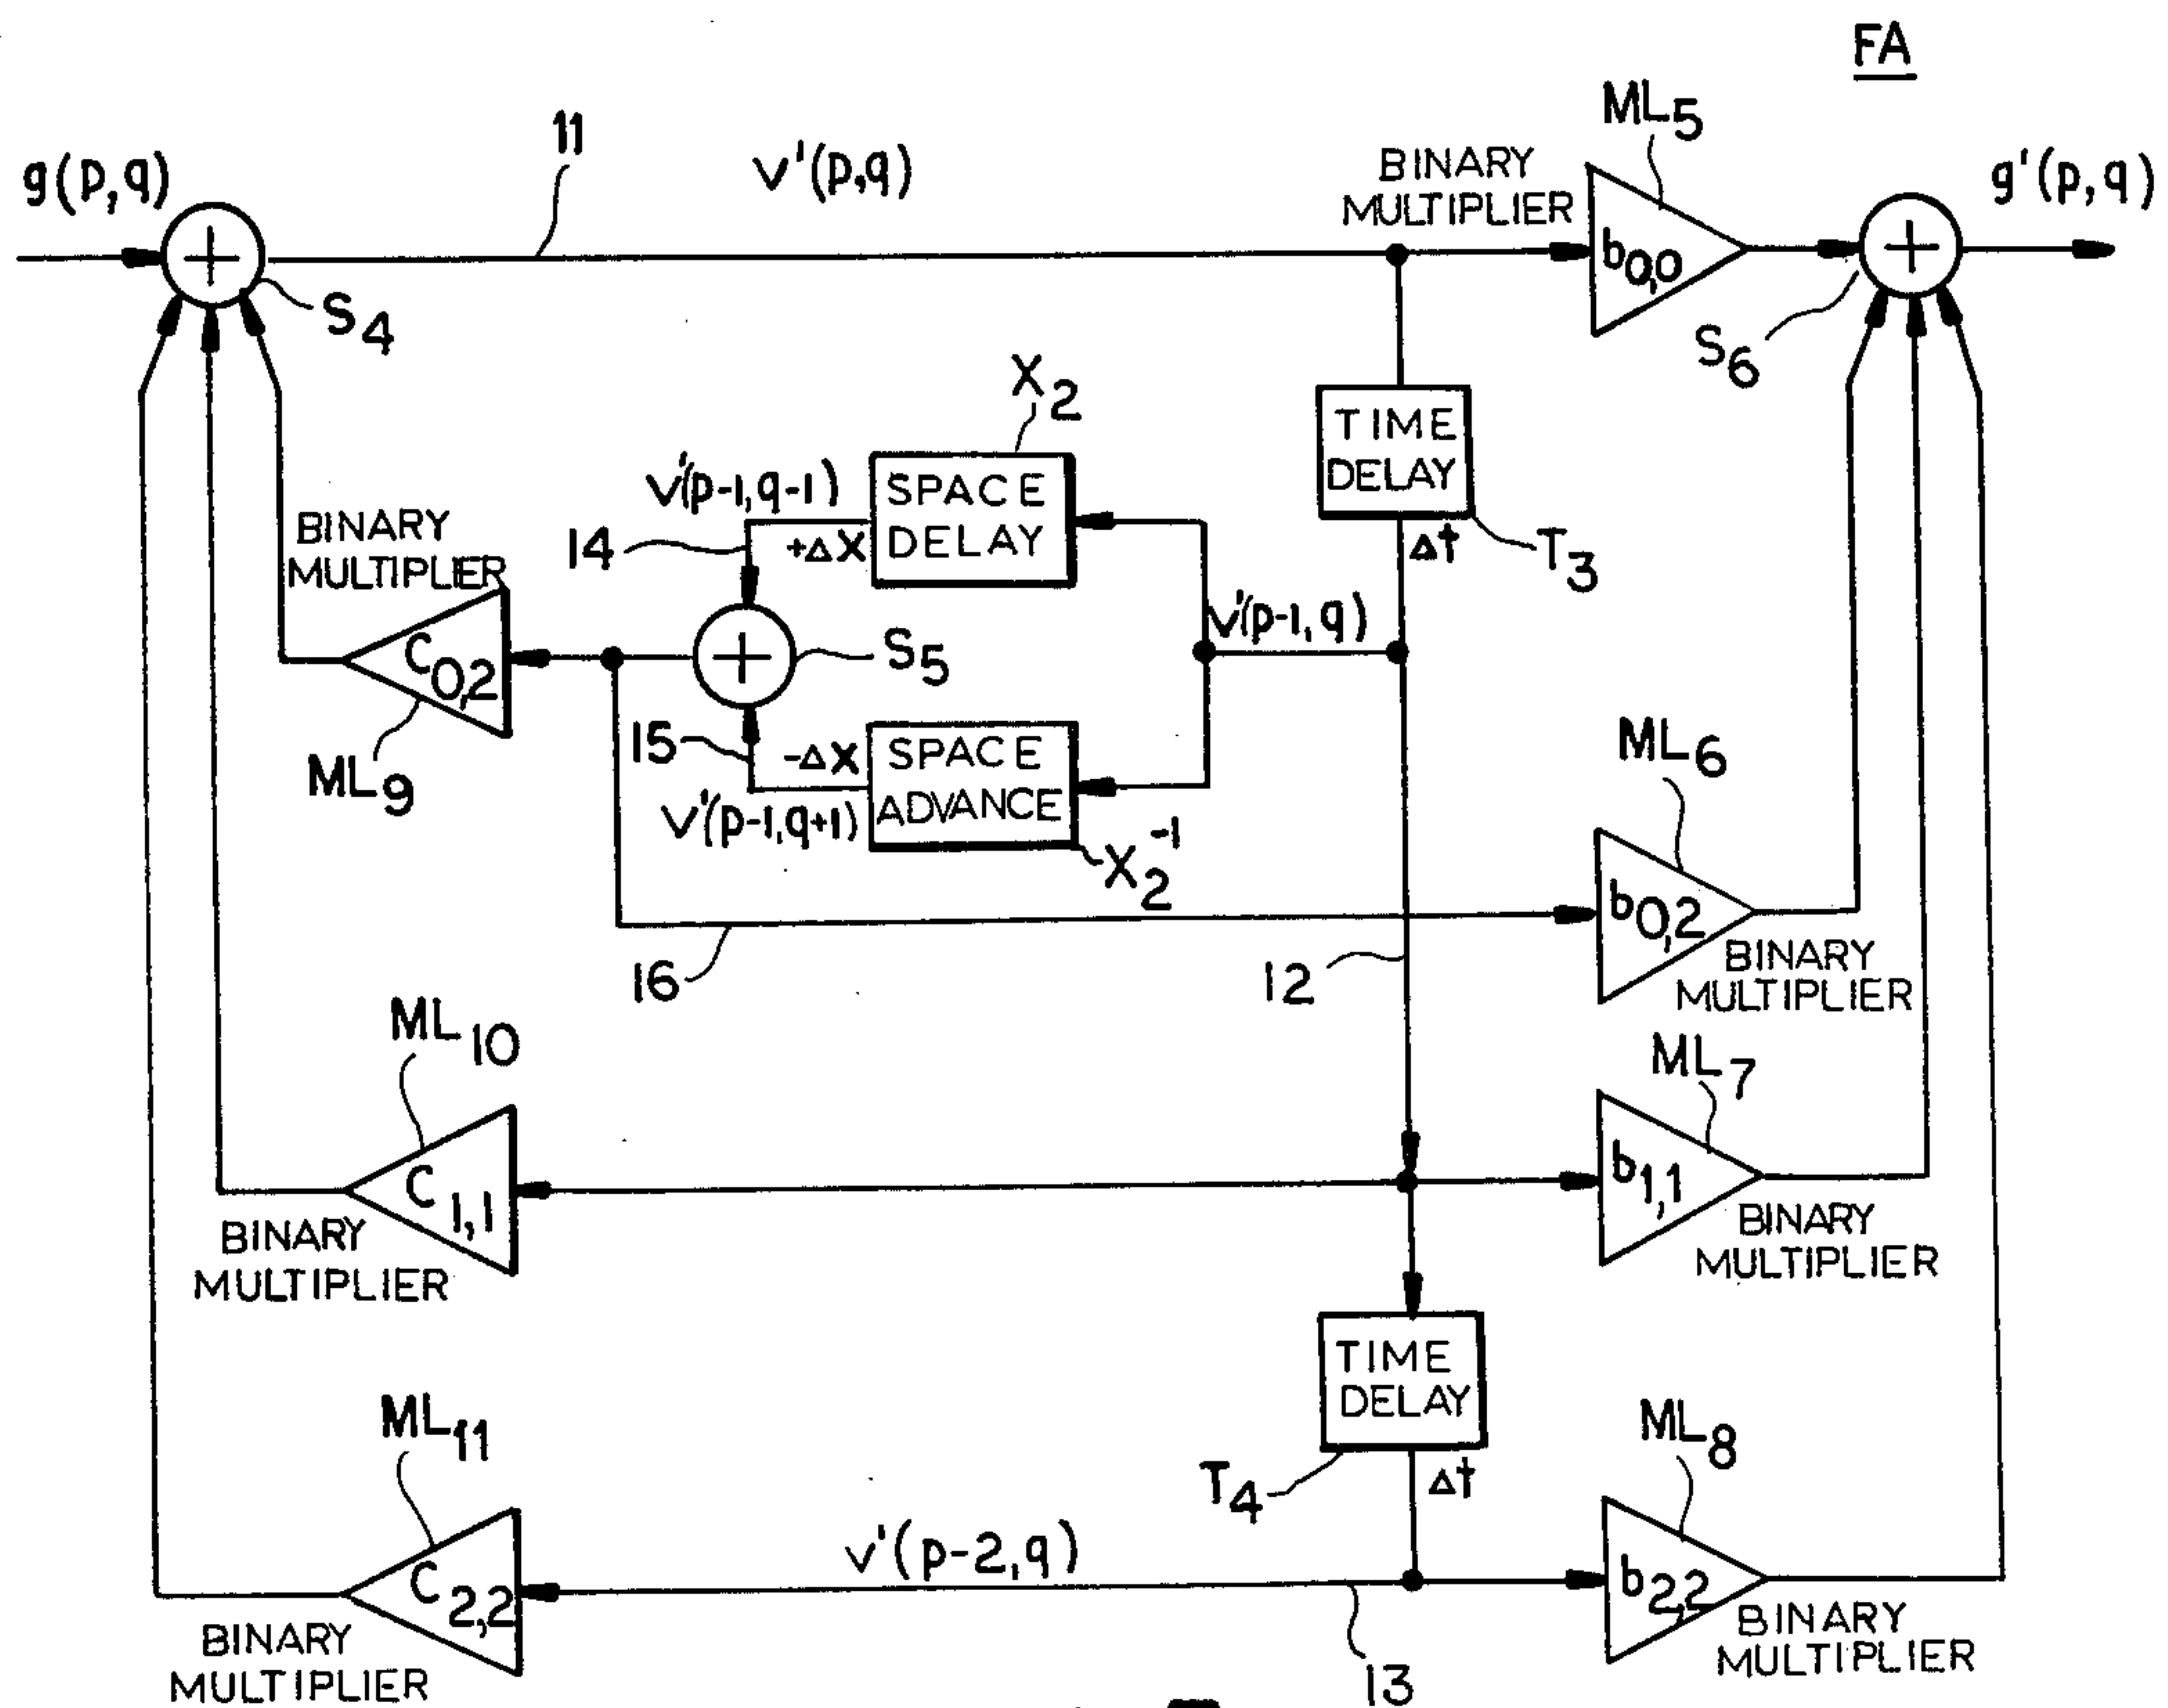 FA
ML5
11
g(p,q)
v'(p,q)
BINARY
MULTIPLIER
b0,0
g'(p,q)
S4
S6
X2
TIME
DELAY
v'(p-1,q-1)
SPACE
DELAY
+Δx
14
Δt
T3
BINARY
MULTIPLIER
v'(p-1,q)
C0,2
S5
ML9
15
-Δx
SPACE
ADVANCE
v'(p-1,q+1)
X2-1
ML6
b0,2
BINARY
MULTIPLIER
16
12
ML10
ML7
C1,1
b1,1
BINARY
MULTIPLIER
BINARY
MULTIPLIER
TIME
DELAY
ML11
ML8
T4
Δt
v'(p-2,q)
C2,2
b2,2
BINARY
MULTIPLIER
BINARY
MULTIPLIER
13